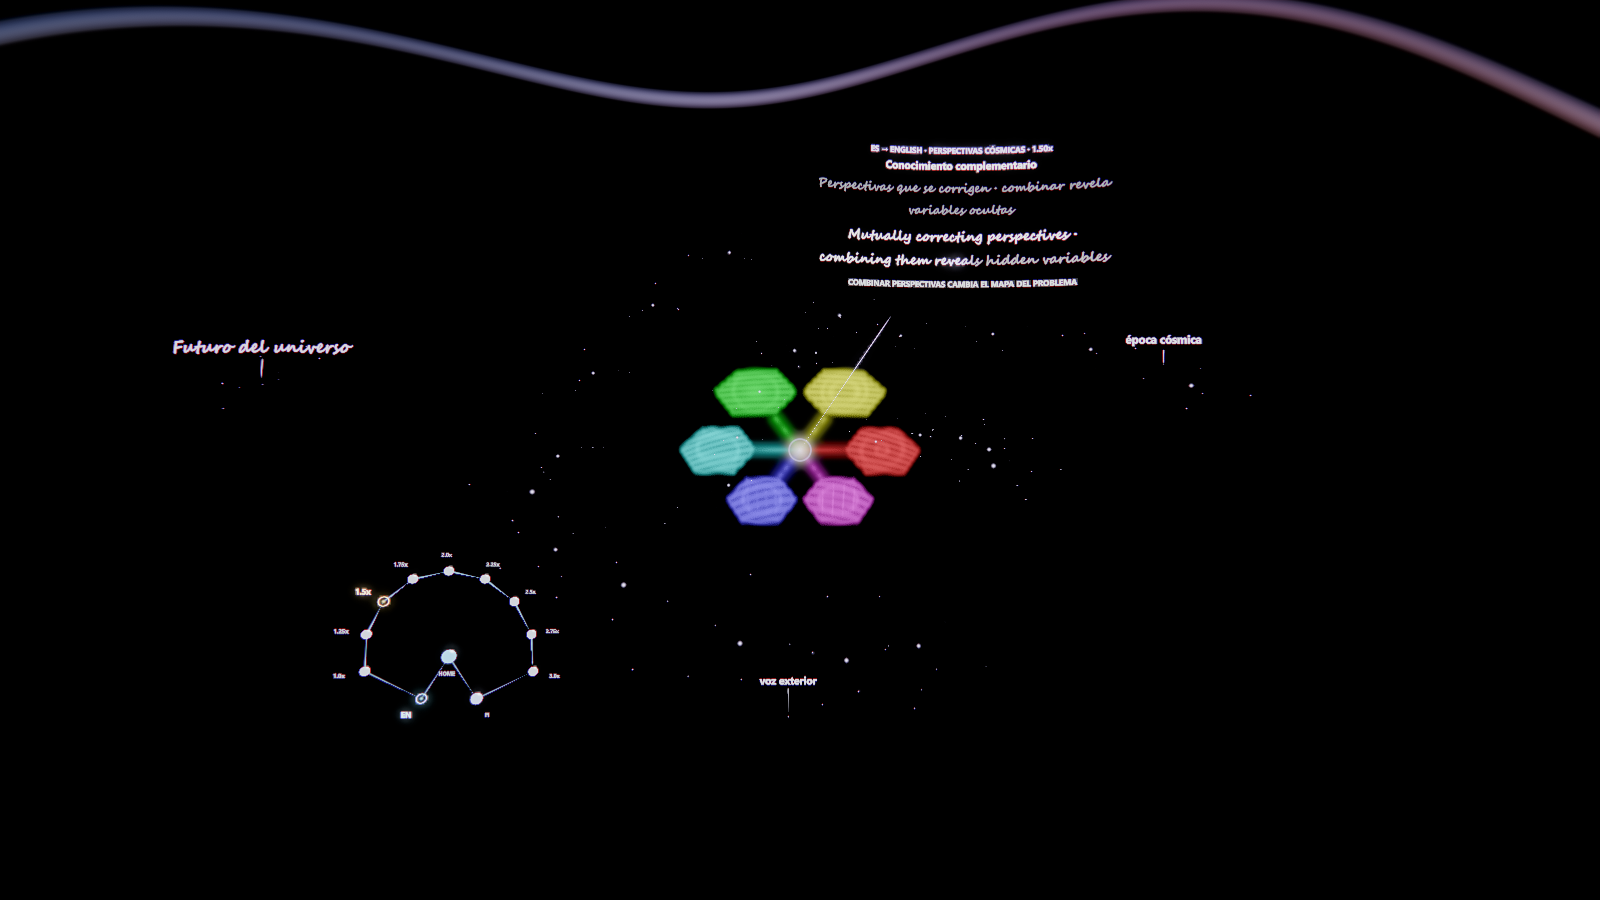 ES → ENGLISH · PERSPECTIVAS CÓSMICAS · 1.50x
Conocimiento complementario
Perspectivas que se corrigen · combinar revela
variables ocultas
Mutually correcting perspectives ·
combining them reveals hidden variables
COMBINAR PERSPECTIVAS CAMBIA EL MAPA DEL PROBLEMA
Futuro del universo
época cósmica
2.0x
1.75x
2.25x
1.5x
2.5x
1.25x
2.75x
1.0x
HOME
3.0x
EN
FI
voz exterior